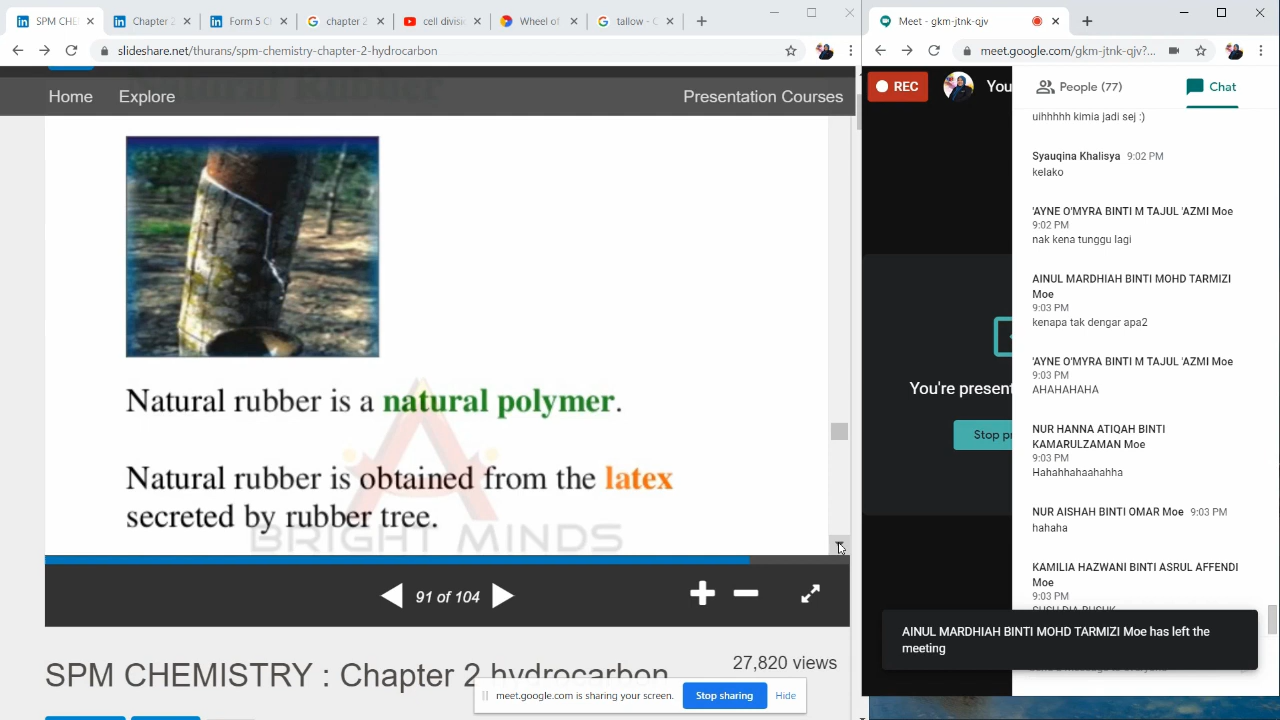 SPM CHE
Chapter 2
Form 5 C
chapter 2
cell divisi
Wheel of
tallow - C
slideshare.net/thurans/spm-chemistry-chapter-2-hydrocarbon
Natural Rubber
Home Explore Presentation Courses
Natural rubber is a natural polymer.
Natural rubber is obtained from the latex
secreted by rubber tree.
BRIGHT MINDS
91 of 104
SPM CHEMISTRY : Chapter 2 hydrocarbon
27,820 views
meet.google.com is sharing your screen. Stop sharing Hide
Meet - gkm-jtnk-qjv
meet.google.com/gkm-jtnk-qjv?...
REC
You
People (77) Chat
You're present
Stop pr
uihhhhh kimia jadi sej :)
Syauqina Khalisya 9:02 PM
kelako
'AYNE O'MYRA BINTI M TAJUL 'AZMI Moe
9:02 PM
nak kena tunggu lagi
AINUL MARDHIAH BINTI MOHD TARMIZI
Moe
9:03 PM
kenapa tak dengar apa2
'AYNE O'MYRA BINTI M TAJUL 'AZMI Moe
9:03 PM
AHAHAHAHA
NUR HANNA ATIQAH BINTI
KAMARULZAMAN Moe
9:03 PM
Hahahhahaahahha
NUR AISHAH BINTI OMAR Moe 9:03 PM
hahaha
KAMILIA HAZWANI BINTI ASRUL AFFENDI
Moe
9:03 PM
AINUL MARDHIAH BINTI MOHD TARMIZI Moe has left the
meeting